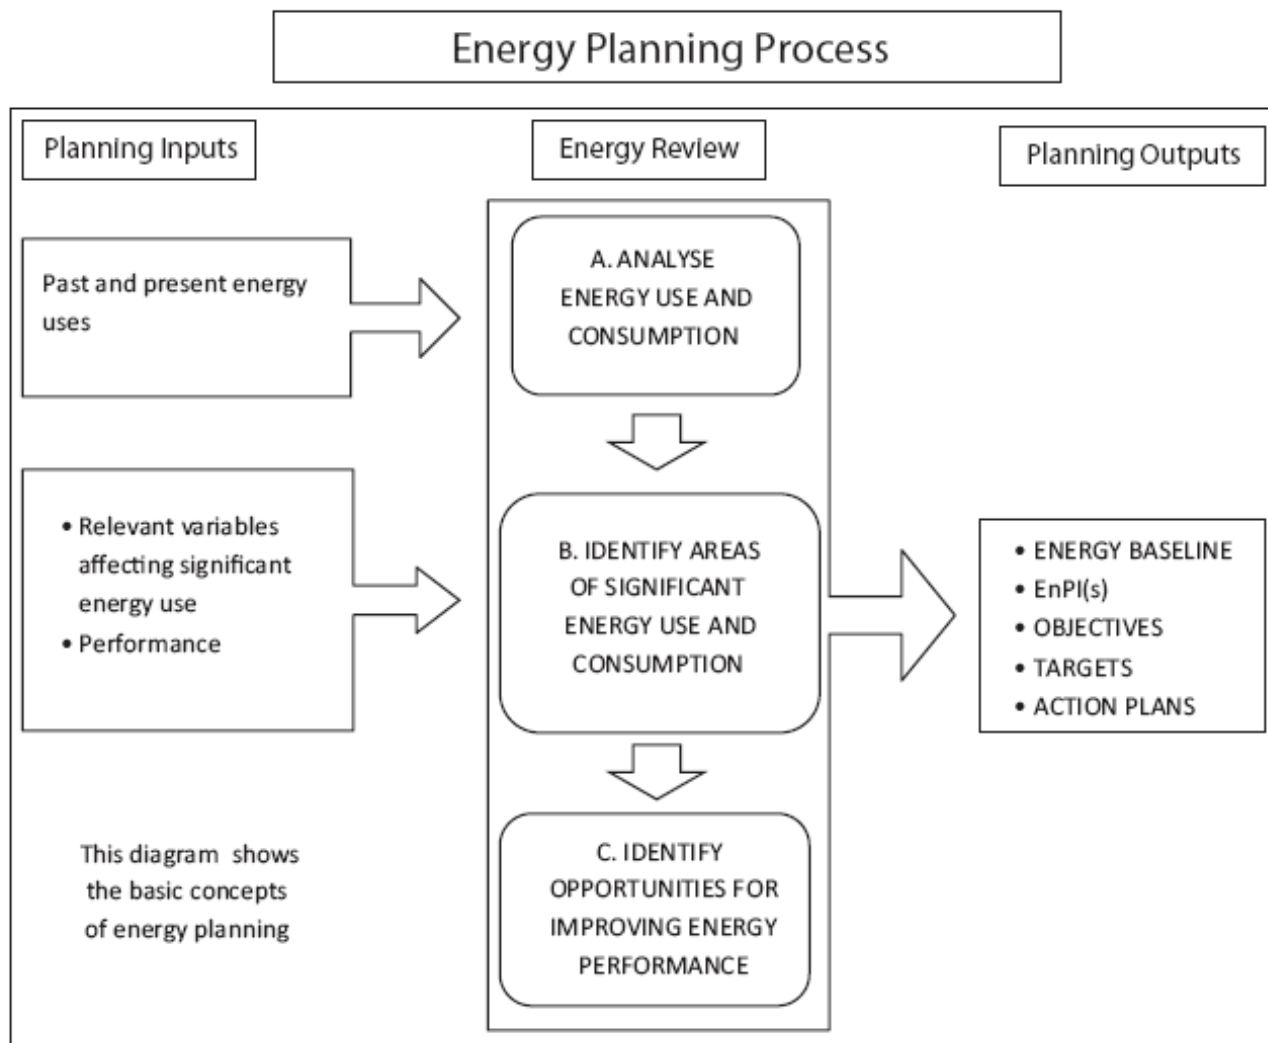 Energy Planning Process
Planning Inputs
Energy Review
Planning Outputs
Past and present energy
uses
A. ANALYSE
ENERGY USE AND
CONSUMPTION
• Relevant variables
affecting significant
energy use
• Performance
B. IDENTIFY AREAS
OF SIGNIFICANT
ENERGY USE AND
CONSUMPTION
• ENERGY BASELINE
• EnPI(s)
• OBJECTIVES
• TARGETS
• ACTION PLANS
This diagram shows
the basic concepts
of energy planning
C. IDENTIFY
OPPORTUNITIES FOR
IMPROVING ENERGY
PERFORMANCE